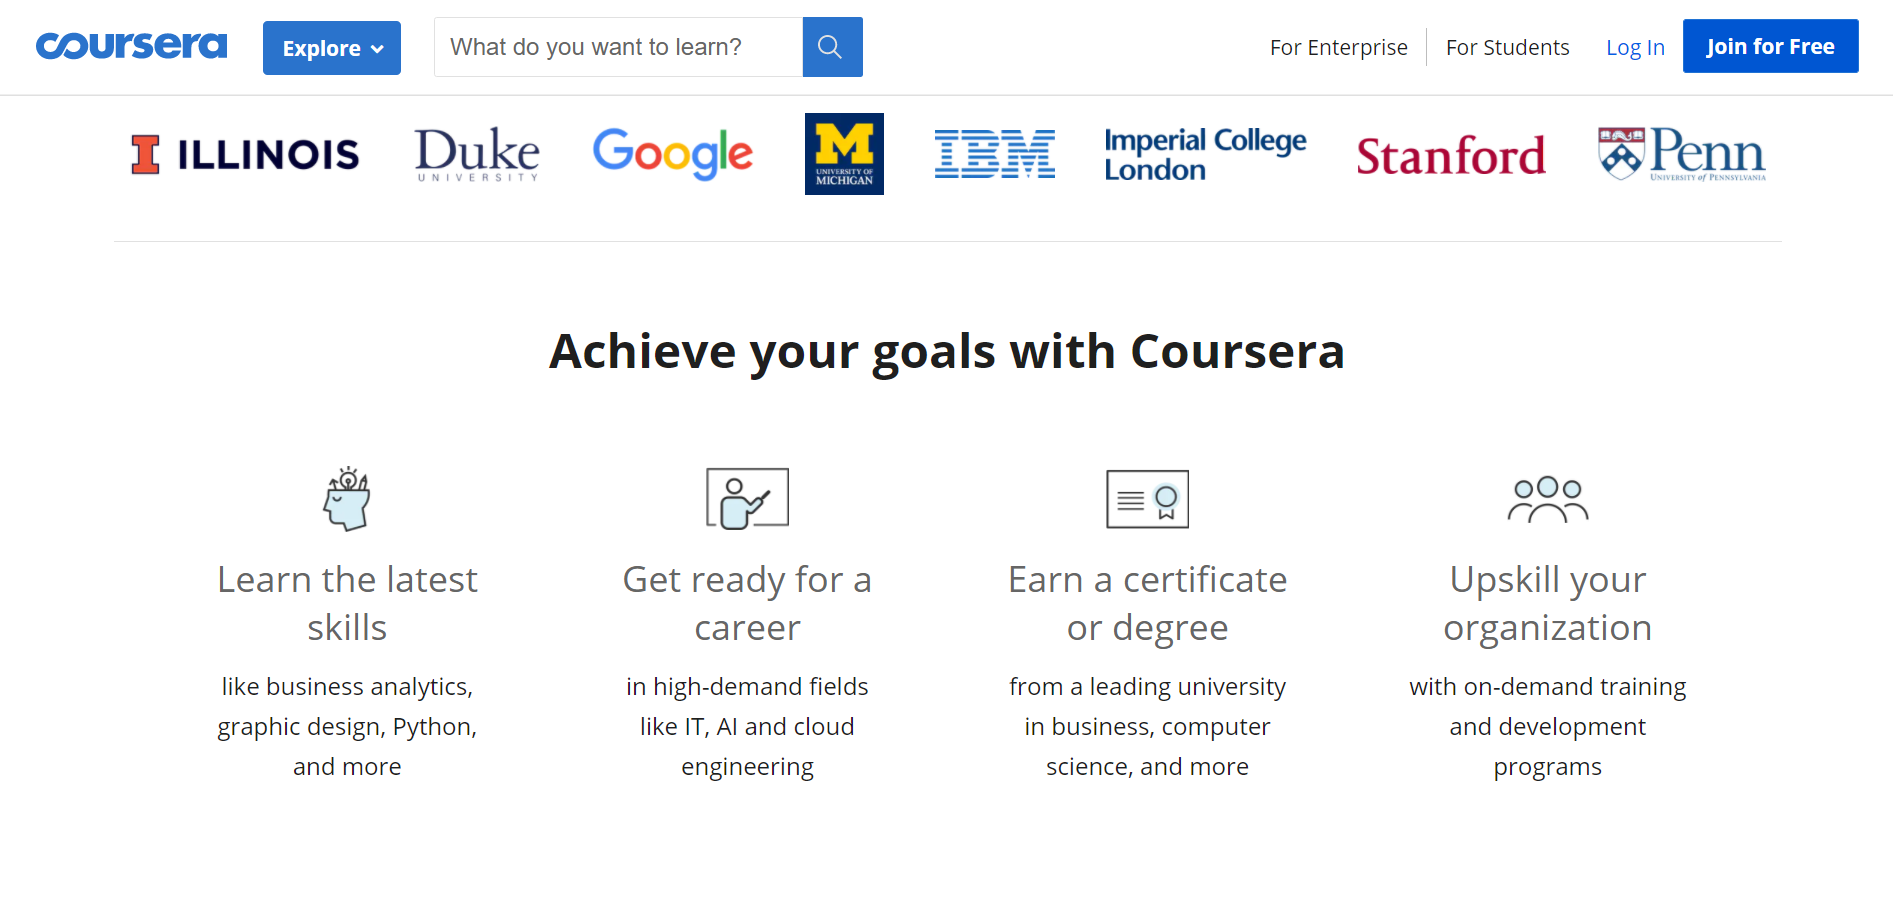 coursera
Explore
What do you want to learn?
For Enterprise
For Students
Log In
Join for Free
I ILLINOIS
Duke
UNIVERSITY
Google
M
UNIVERSITY OF
MICHIGAN
IBM
Imperial College
London
Stanford
Penn
UNIVERSITY of PENNSYLVANIA
Achieve your goals with Coursera
Learn the latest
skills
like business analytics,
graphic design, Python,
and more
Get ready for a
career
in high-demand fields
like IT, AI and cloud
engineering
Earn a certificate
or degree
from a leading university
in business, computer
science, and more
Upskill your
organization
with on-demand training
and development
programs